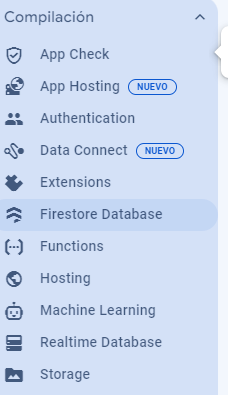 Compilación
App Check
App Hosting NUEVO
Authentication
Data Connect NUEVO
Extensions
Firestore Database
Functions
Hosting
Machine Learning
Realtime Database
Storage